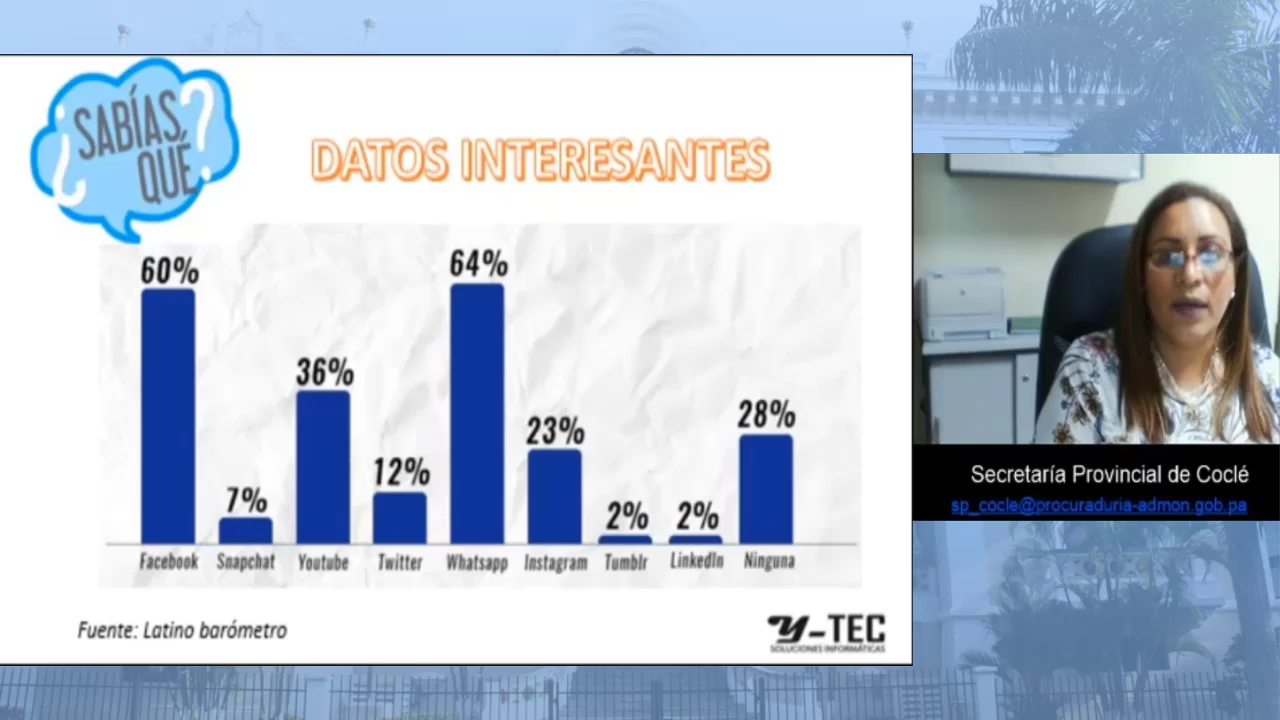 ¿SABÍAS
QUÉ?
DATOS INTERESANTES
60%
7%
36%
12%
64%
23%
2%
2%
28%
Facebook
Snapchat
Youtube
Twitter
Whatsapp
Instagram
Tumblr
LinkedIn
Ninguna
Fuente: Latino barómetro
Y-TEC
SOLUCIONES INFORMÁTICAS
Secretaría Provincial de Coclé
sp_cocle@procuraduria-admon.gob.pa